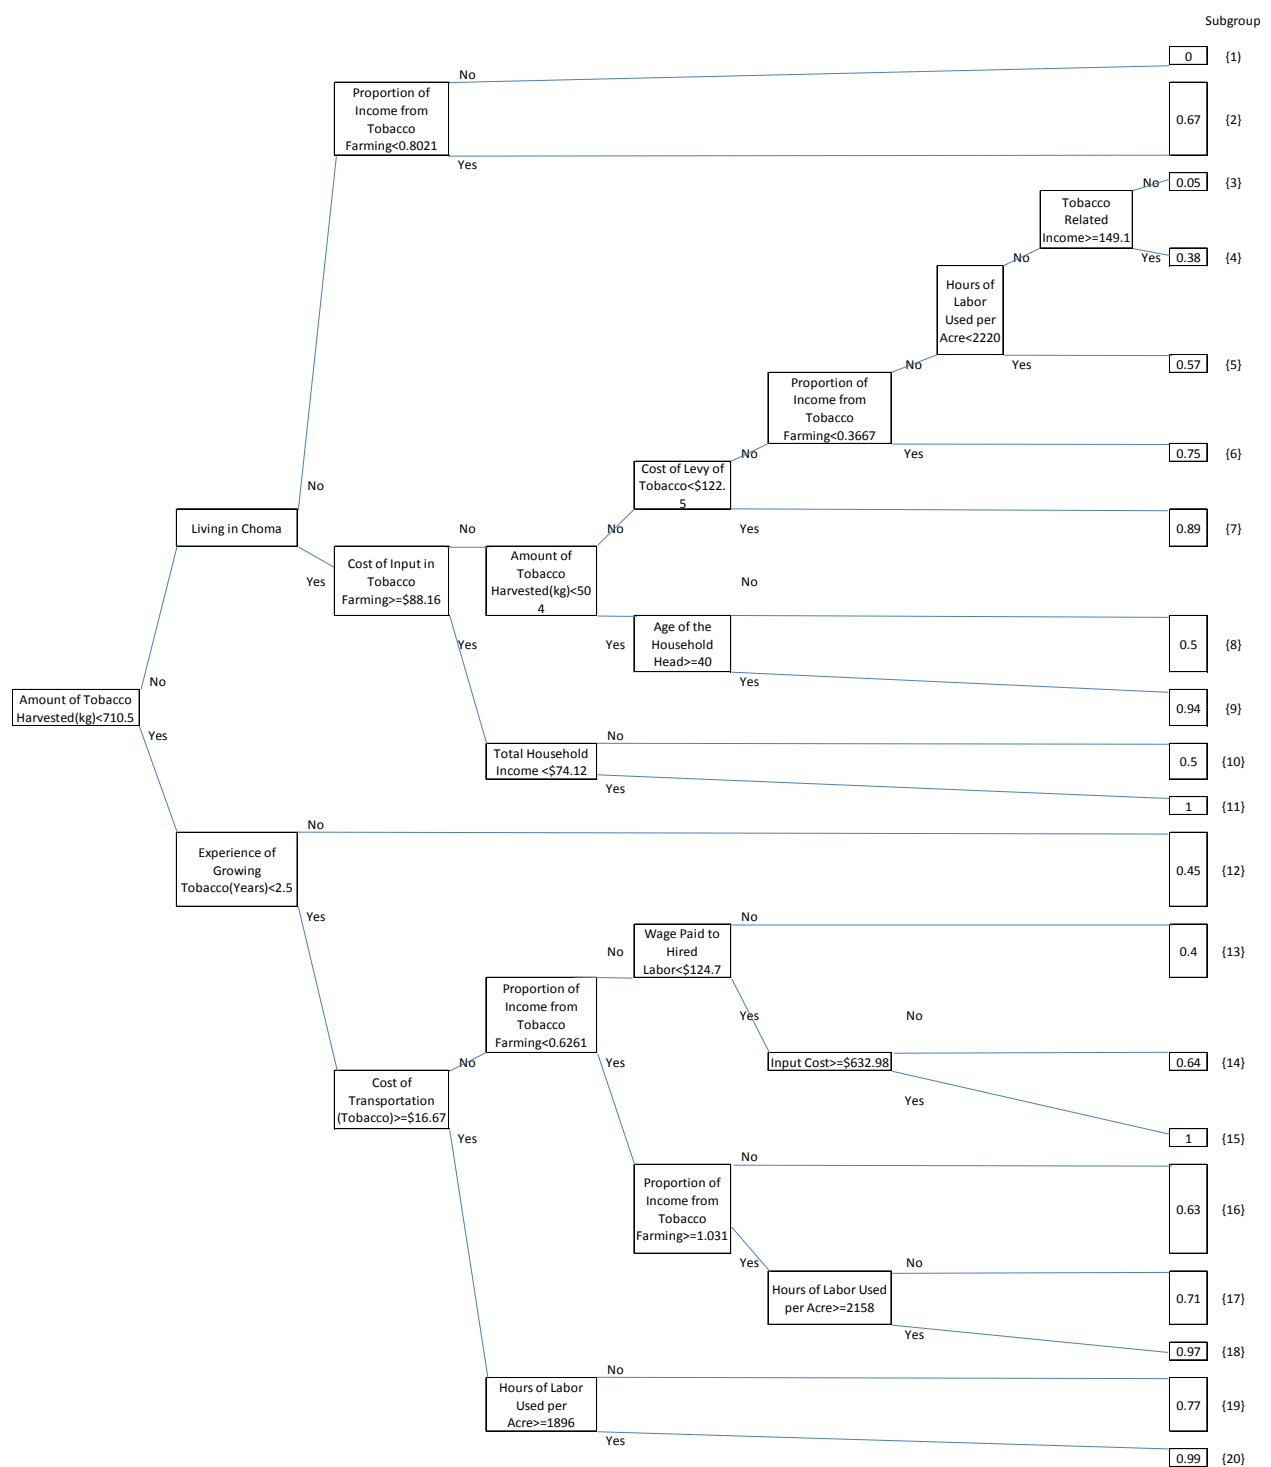 Subgroup
0 {1)
No
Proportion of
Income from
Tobacco
Farming<0.8021
0.67 {2}
Yes
No 0.05 {3}
Tobacco
Related
Income>=149.1
No
Yes 0.38 {4}
Hours of
Labor
Used per
Acre<2220
No
Yes
0.57 {5}
Proportion of
Income from
Tobacco
Farming<0.3667
No
Yes
0.75 {6}
Cost of Levy of
Tobacco<$122.
5
No
No
No
Yes
0.89 {7}
Living in Choma
Yes
Cost of Input in
Tobacco
Farming>=$88.16
Amount of
Tobacco
Harvested(kg)<50
4
No
Yes
Yes
Age of the
Household
Head>=40
0.5 {8}
No
Yes
Amount of Tobacco
Harvested(kg)<710.5
0.94 {9}
Yes
No
Total Household
Income <$74.12
0.5 {10}
Yes
1 {11}
No
Experience of
Growing
Tobacco(Years)<2.5
0.45 {12}
Yes
No
No
Wage Paid to
Hired
Labor<$124.7
0.4 {13}
Proportion of
Income from
Tobacco
Farming<0.6261
Yes
No
No
Yes
Input Cost>=$632.98
0.64 {14}
Cost of
Transportation
(Tobacco)>=$16.67
Yes
Yes
1 {15}
No
Proportion of
Income from
Tobacco
Farming>=1.031
0.63 {16}
Yes
No
Hours of Labor Used
per Acre>=2158
0.71 {17}
Yes
0.97 {18}
No
Hours of Labor
Used per
Acre>=1896
0.77 {19}
Yes
0.99 {20}